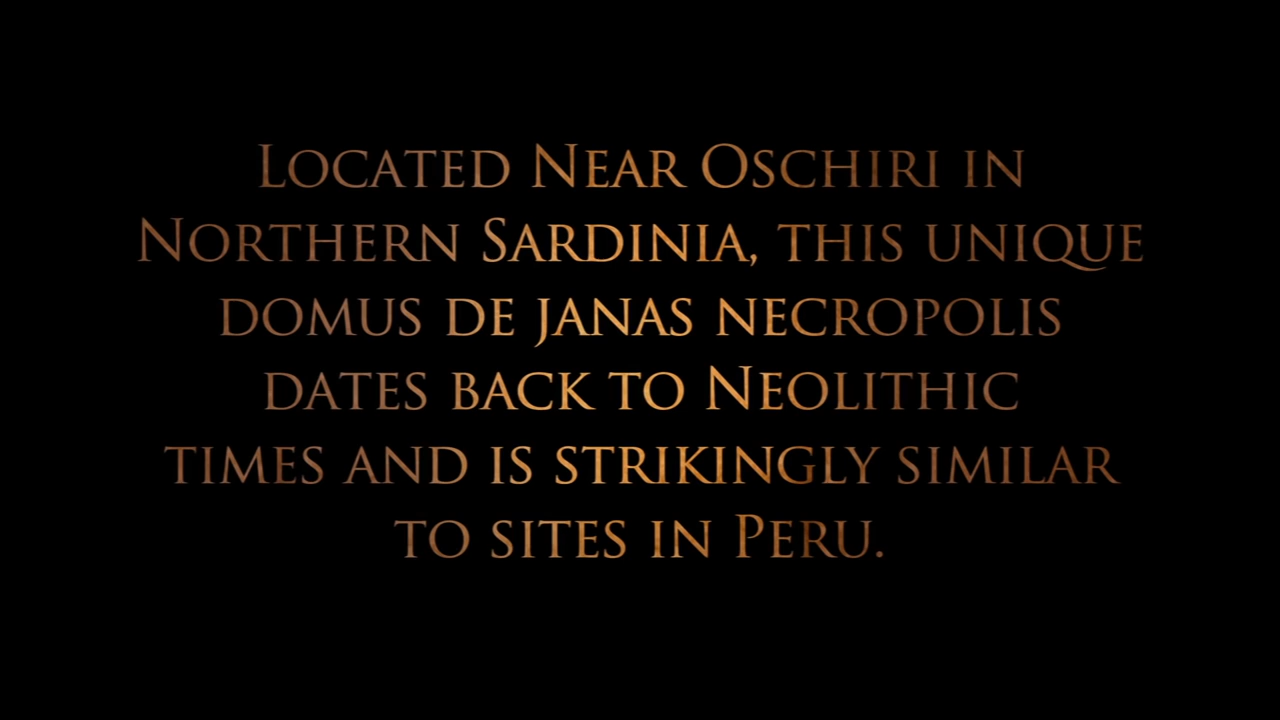 Located Near Oschiri in
Northern Sardinia, this unique
domus de janas necropolis
dates back to Neolithic
times and is strikingly similar
to sites in Peru.